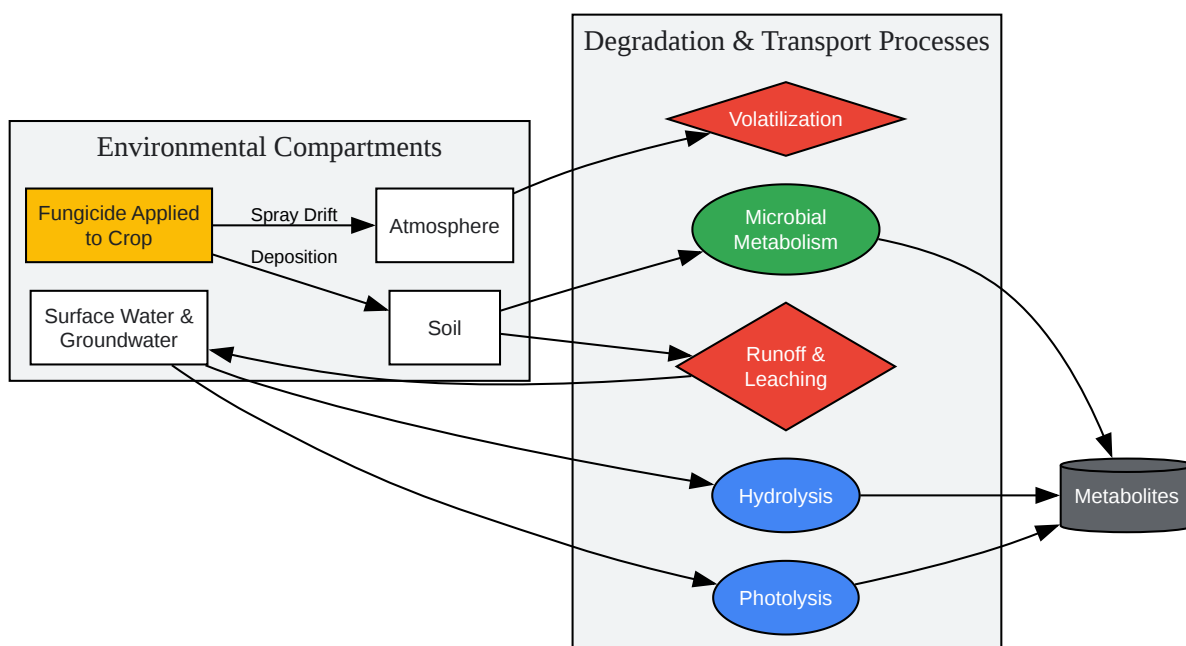 Degradation & Transport Processes
Volatilization
Environmental Compartments
Fungicide Applied
to Crop
Spray Drift
Deposition
Atmosphere
Microbial
Metabolism
Surface Water &
Groundwater
Soil
Runoff &
Leaching
Hydrolysis
Metabolites
Photolysis